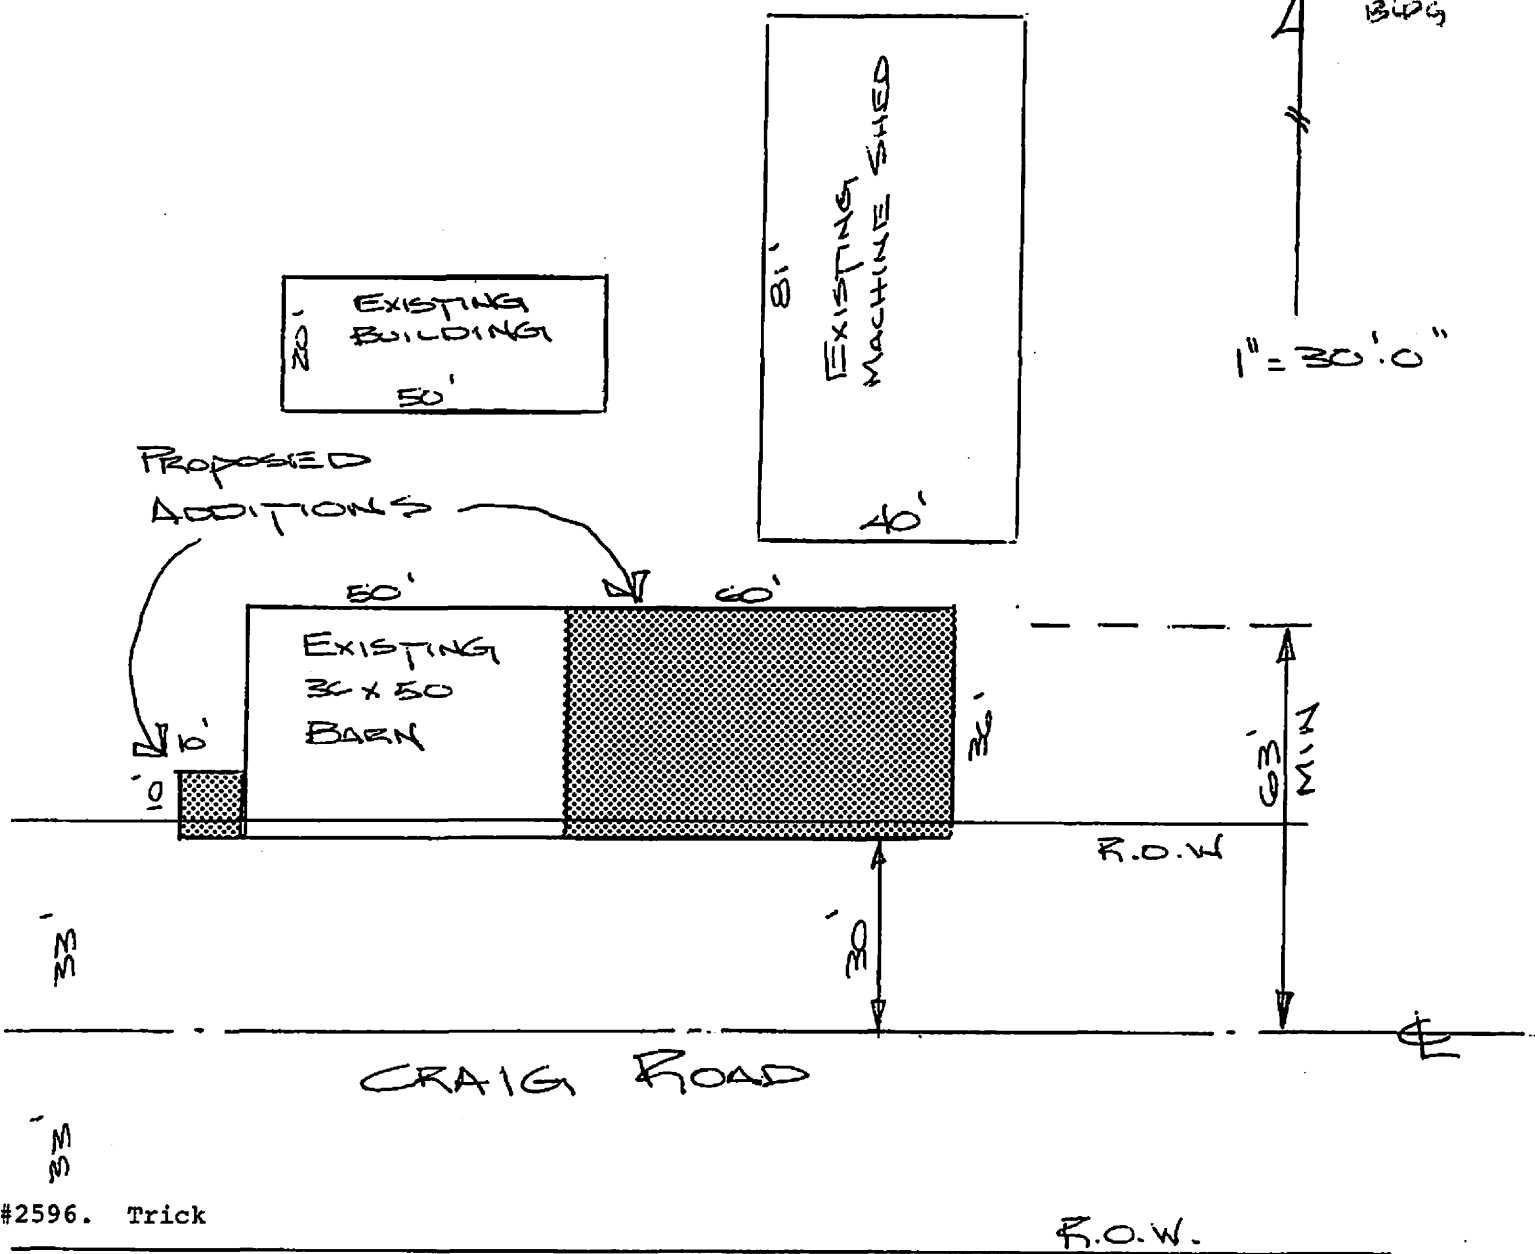 BLDG
EXISTING
MACHINE SHED
81'
40'
1" = 30'.0"
EXISTING
BUILDING
20'
50'
PROPOSED
ADDITIONS
50'
60'
EXISTING
36 x 50
BARN
10'
10'
36'
63'
MIN
R.O.W
33'
30'
CRAIG ROAD
33'
#2596. Trick
R.O.W.